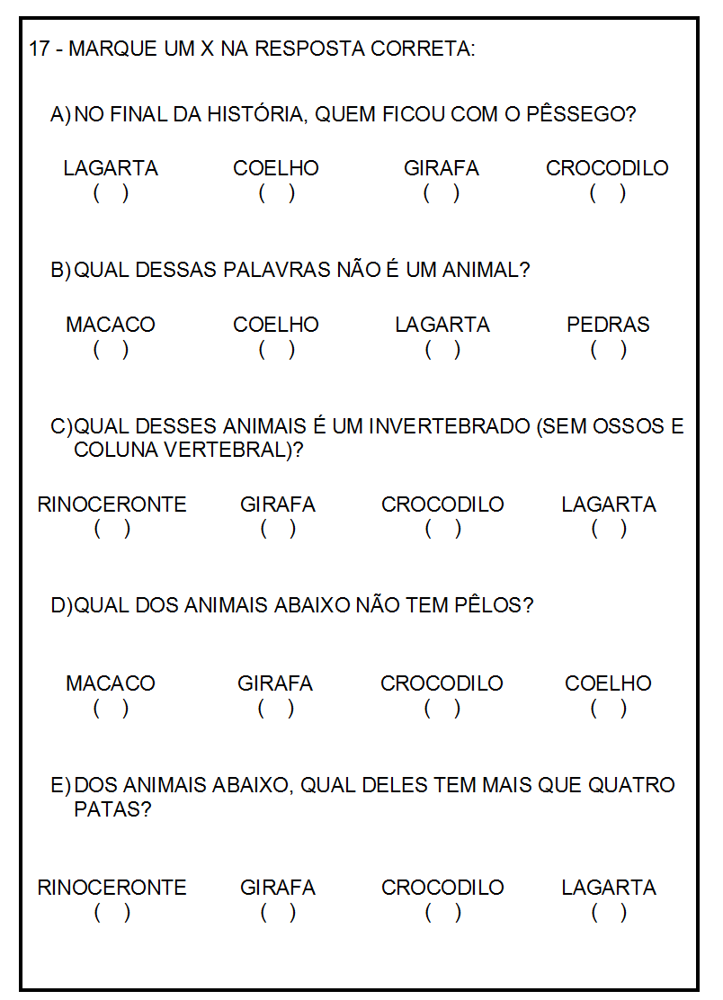 17 - MARQUE UM X NA RESPOSTA CORRETA:
A) NO FINAL DA HISTÓRIA, QUEM FICOU COM O PÊSSEGO?
LAGARTA COELHO GIRAFA CROCODILO
( ) ( ) ( ) ( )
B) QUAL DESSAS PALAVRAS NÃO É UM ANIMAL?
MACACO COELHO LAGARTA PEDRAS
( ) ( ) ( ) ( )
C) QUAL DESSES ANIMAIS É UM INVERTEBRADO (SEM OSSOS E
COLUNA VERTEBRAL)?
RINOCERONTE GIRAFA CROCODILO LAGARTA
( ) ( ) ( ) ( )
D) QUAL DOS ANIMAIS ABAIXO NÃO TEM PÊLOS?
MACACO GIRAFA CROCODILO COELHO
( ) ( ) ( ) ( )
E) DOS ANIMAIS ABAIXO, QUAL DELES TEM MAIS QUE QUATRO
PATAS?
RINOCERONTE GIRAFA CROCODILO LAGARTA
( ) ( ) ( ) ( )